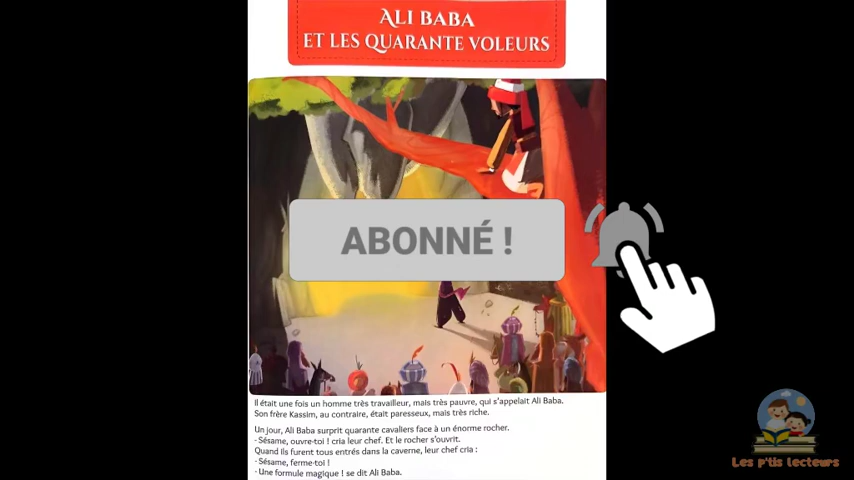 ALI BABA
ET LES QUARANTE VOLEURS
ABONNÉ !
Il était une fois un homme très travailleur, mais très pauvre, qui s'appelait Ali Baba.
Son frère Kassim, au contraire, était paresseux, mais très riche.
Un jour, Ali Baba surprit quarante cavaliers face à un énorme rocher.
- Sésame, ouvre-toi ! cria leur chef. Et le rocher s'ouvrit.
Quand ils furent tous entrés dans la caverne, leur chef cria :
- Sésame, ferme-toi !
- Une formule magique ! se dit Ali Baba.
Les p'tis lecteurs